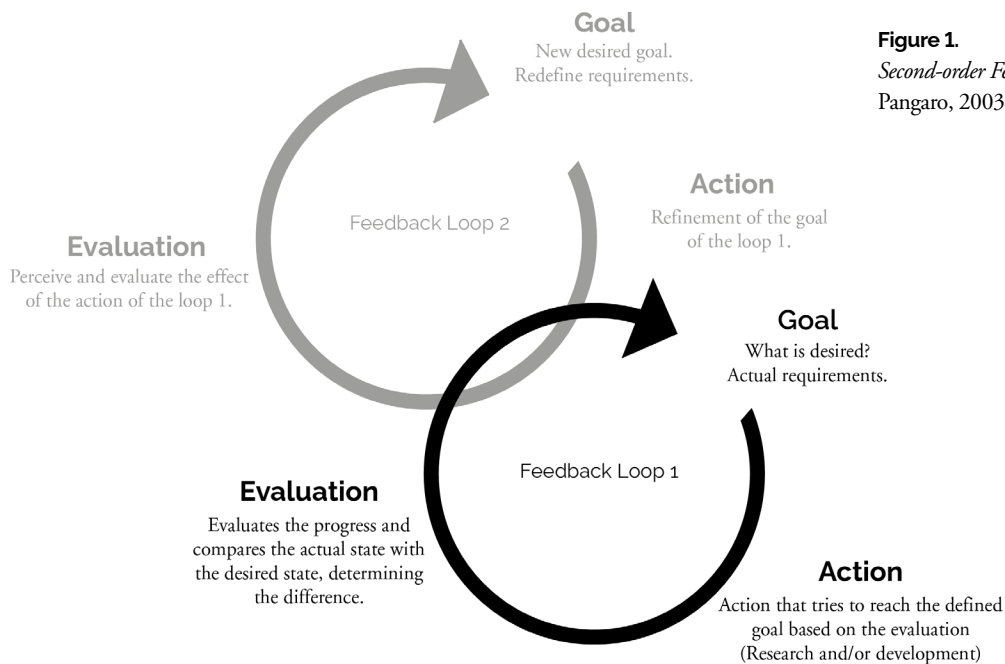 Goal
New desired goal.
Redefine requirements.
Figure 1.
Second-order
Pangaro, 2003
Action
Refinement of the goal
of the loop 1.
Feedback Loop 2
Evaluation
Perceive and evaluate the effect
of the action of the loop 1.
Goal
What is desired?
Actual requirements.
Feedback Loop 1
Evaluation
Evaluates the progress and
compares the actual state with
the desired state, determining
the difference.
Action
Action that tries to reach the defined
goal based on the evaluation
(Research and/or development)